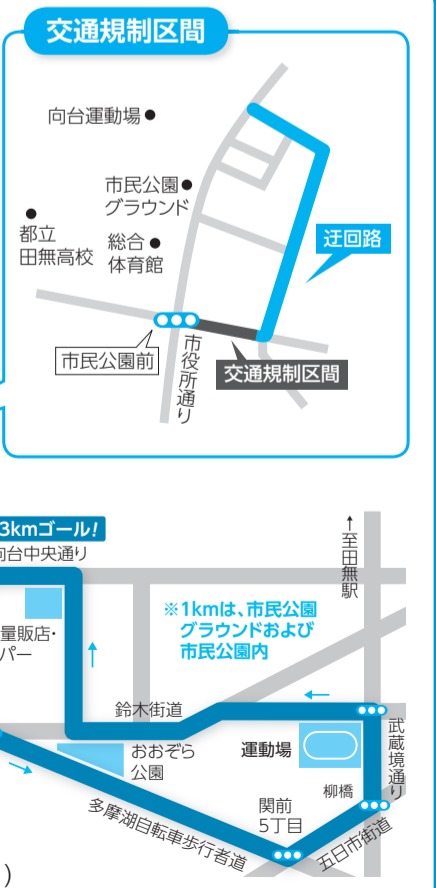 交通規制区間
向台運動場
市民公園
グラウンド
都立
田無高校
総合
体育館
迂回路
市民公園前
市役所通り
交通規制区間
3kmゴール!
向台中央通り
↑至田無駅
量販店・
パー
※1kmは、市民公園
グラウンドおよび
市民公園内
鈴木街道
おおぞら
公園
運動場
武蔵境通り
柳橋
関前
5丁目
多摩湖自転車歩行者道
五日市街道
)